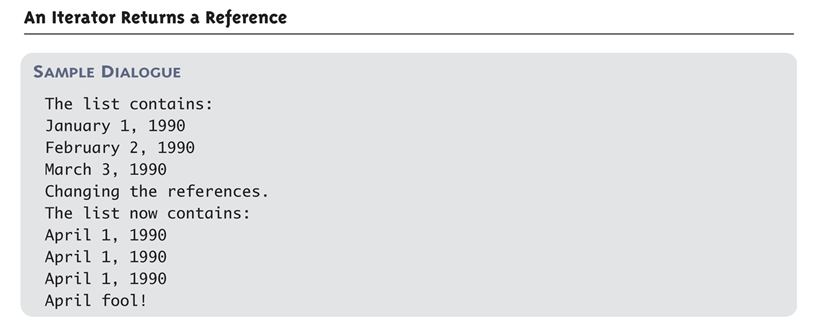 An Iterator Returns a Reference
SAMPLE DIALOGUE
The list contains:
January 1, 1990
February 2, 1990
March 3, 1990
Changing the references.
The list now contains:
April 1, 1990
April 1, 1990
April 1, 1990
April fool!